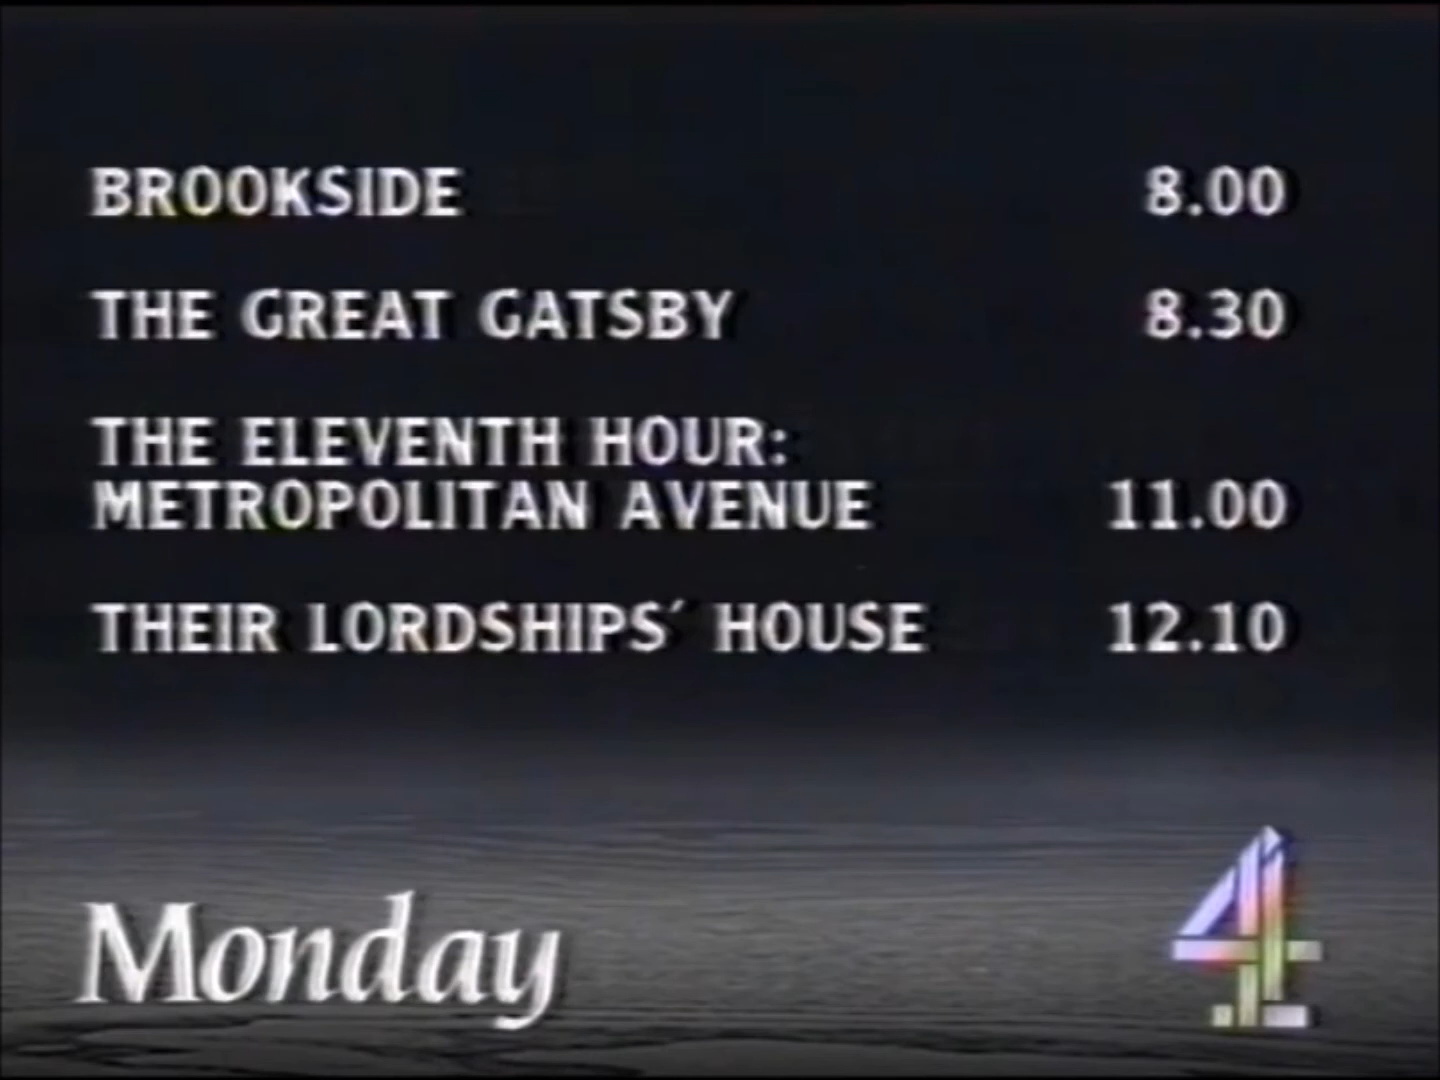 BROOKSIDE 8.00
THE GREAT GATSBY 8.30
THE ELEVENTH HOUR:
METROPOLITAN AVENUE 11.00
THEIR LORDSHIPS' HOUSE 12.10
Monday 4